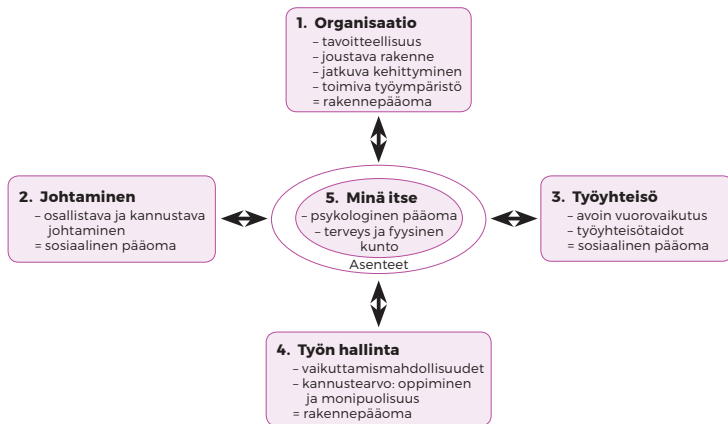 1. Organisaatio
– tavoitteellisuus
– joustava rakenne
– jatkuva kehittyminen
– toimiva työympäristö
= rakennepääoma
2. Johtaminen
– osallistava ja kannustava
johtaminen
= sosiaalinen pääoma
5. Minä itse
– psykologinen pääoma
– terveys ja fyysinen
kunto
Asenteet
3. Työyhteisö
– avoin vuorovaikutus
– työyhteisötaidot
= sosiaalinen pääoma
4. Työn hallinta
– vaikuttamismahdollisuudet
– kannustearvo: oppiminen
ja monipuolisuus
= rakennepääoma